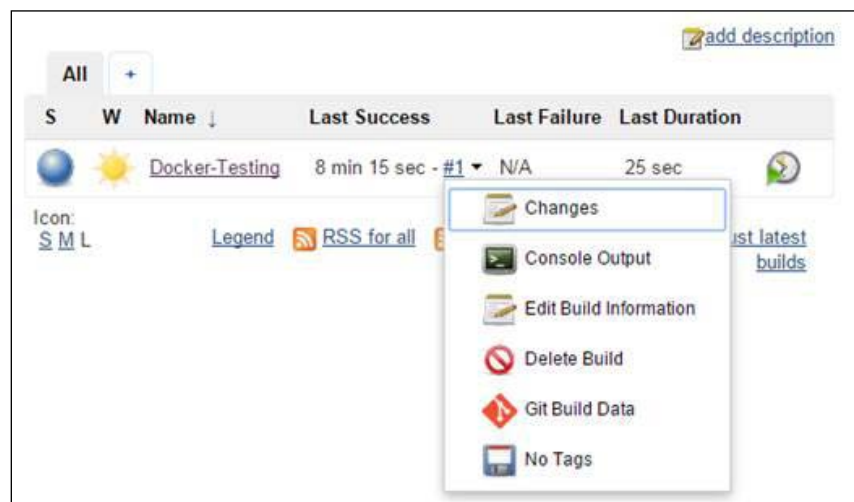 add description
All +
S W Name ↓ Last Success Last Failure Last Duration
Docker-Testing 8 min 15 sec - #1 N/A 25 sec
Changes
Icon:
S M L Legend RSS for all latest
builds
Console Output
Edit Build Information
Delete Build
Git Build Data
No Tags